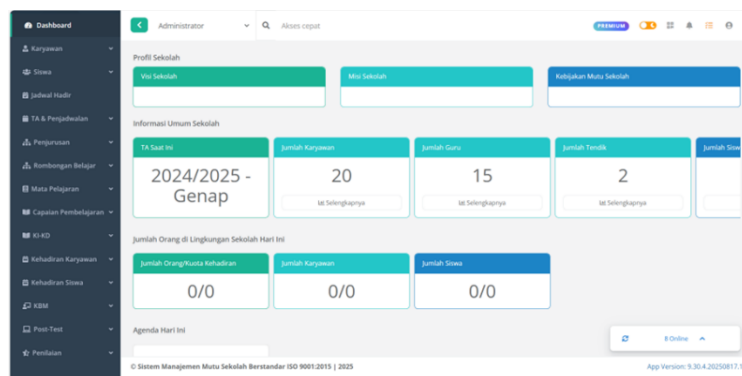 Dashboard
Administrator
Akses cepat
PREMIUM
Karyawan
Siswa
Jadwal Hadir
TA & Penjadwalan
Penjurusan
Rombongan Belajar
Mata Pelajaran
Capaian Pembelajaran
KI-KD
Kehadiran Karyawan
Kehadiran Siswa
KBM
Post-Test
Penilaian
Profil Sekolah
Visi Sekolah
Misi Sekolah
Kebijakan Mutu Sekolah
Informasi Umum Sekolah
TA Saat Ini
2024/2025 -
Genap
Jumlah Karyawan
20
Selengkapnya
Jumlah Guru
15
Selengkapnya
Jumlah Tendik
2
Selengkapnya
Jumlah Sisw
Jumlah Orang di Lingkungan Sekolah Hari Ini
Jumlah Orang/Kuota Kehadiran
0/0
Jumlah Karyawan
0/0
Jumlah Siswa
0/0
Agenda Hari Ini
8 Online
© Sistem Manajemen Mutu Sekolah Berstandar ISO 9001:2015 | 2025
App Version: 9.30.4.20250817.1